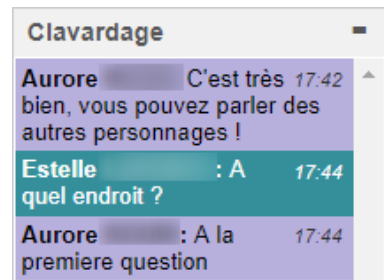 Clavardage
Aurore C'est très 17:42
bien, vous pouvez parler des
autres personnages !
Estelle : A 17:44
quel endroit ?
Aurore : A la 17:44
premiere question